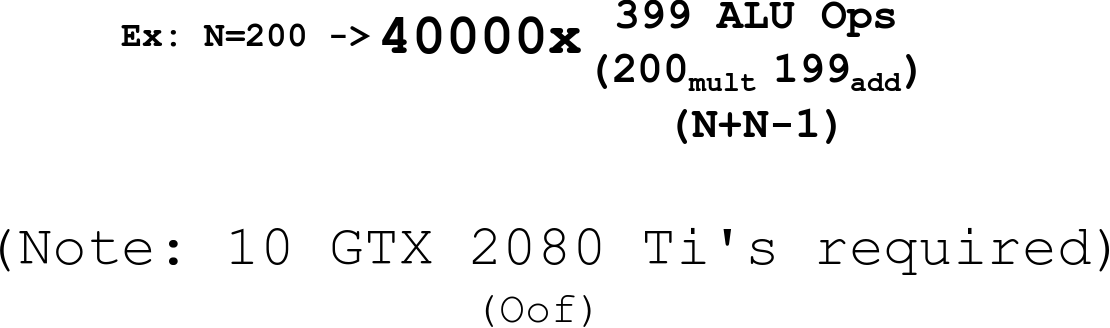 Ex: N=200 -> 40000x 399 ALU Ops
(200mult 199add)
(N+N-1)
(Note: 10 GTX 2080 Ti's required)
(Oof)